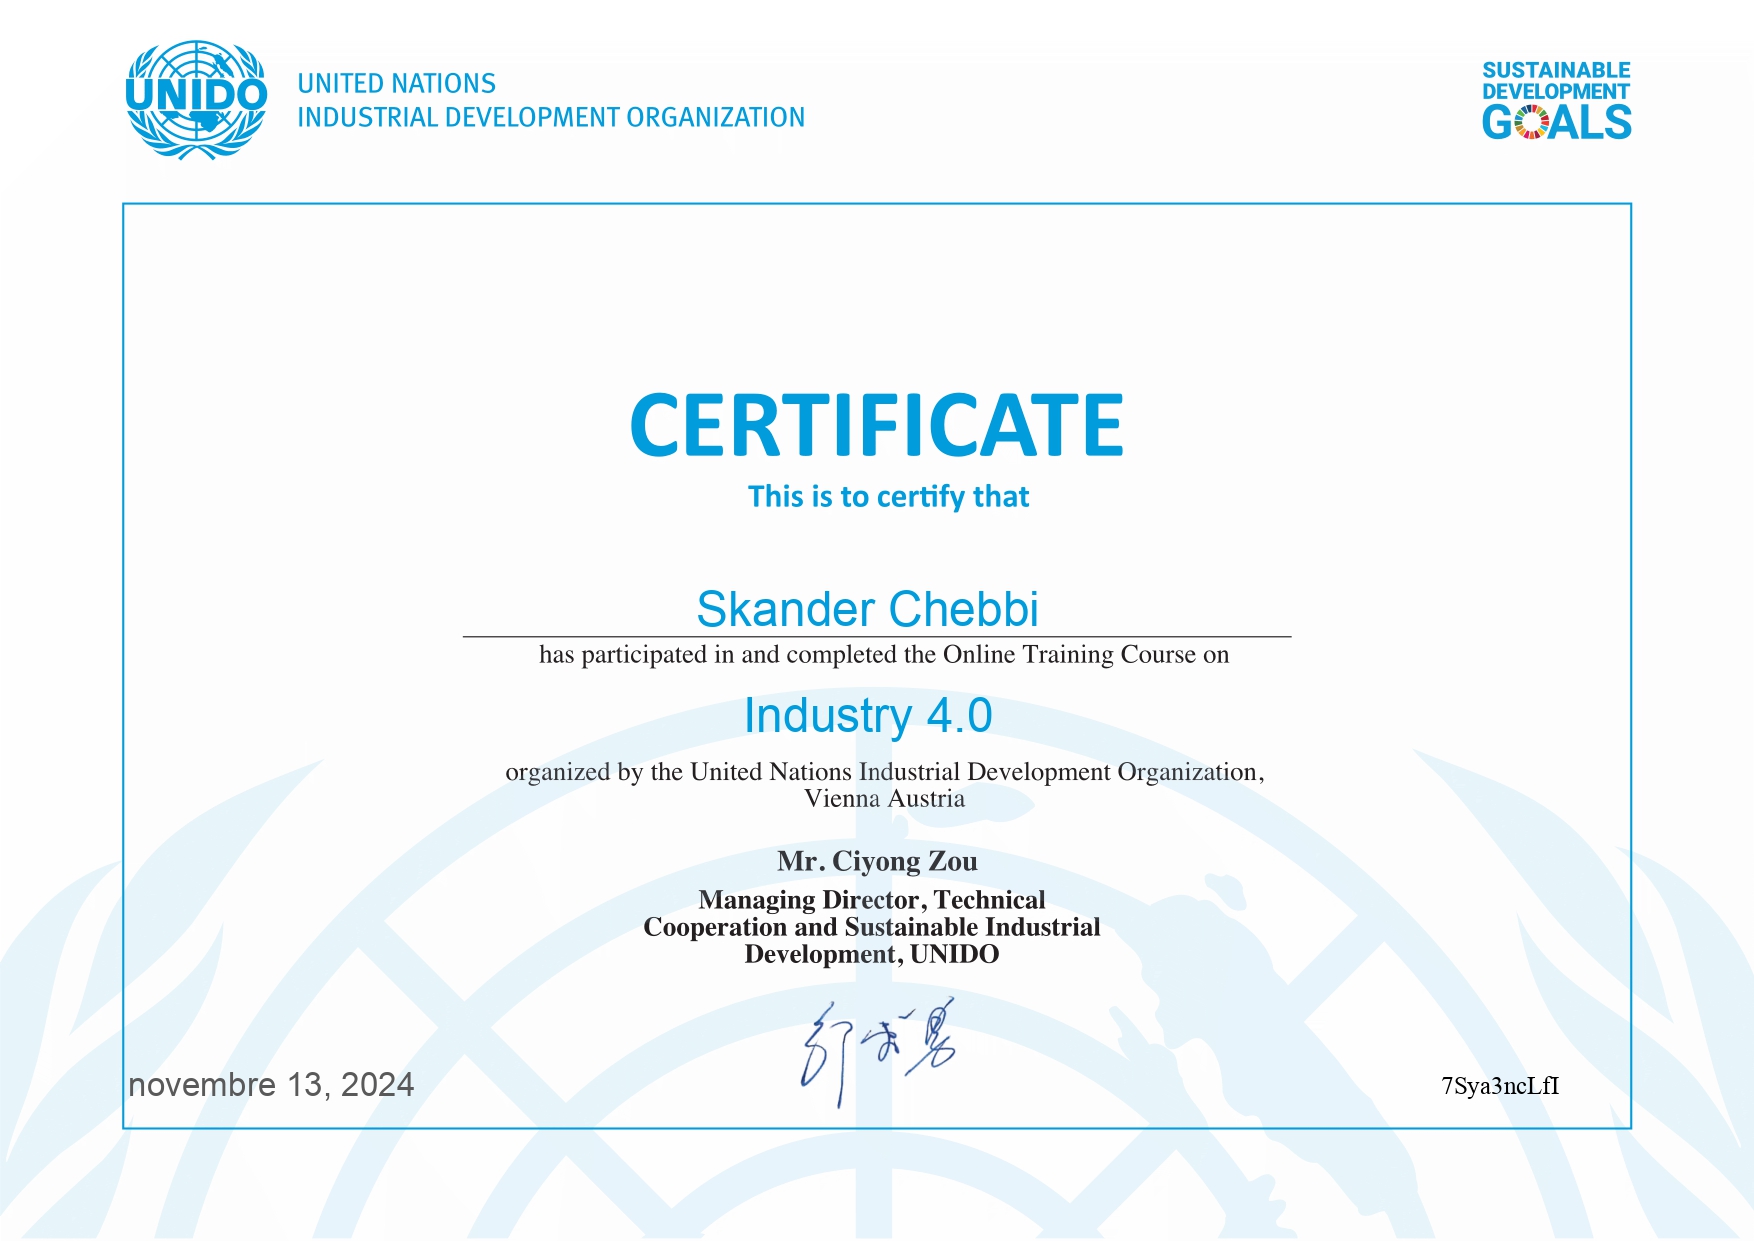 UNIDO
UNITED NATIONS
INDUSTRIAL DEVELOPMENT ORGANIZATION
SUSTAINABLE
DEVELOPMENT
GOALS
CERTIFICATE
This is to certify that
Skander Chebbi
has participated in and completed the Online Training Course on
Industry 4.0
organized by the United Nations Industrial Development Organization,
Vienna Austria
Mr. Ciyong Zou
Managing Director, Technical
Cooperation and Sustainable Industrial
Development, UNIDO
novembre 13, 2024
7Sya3ncLfI